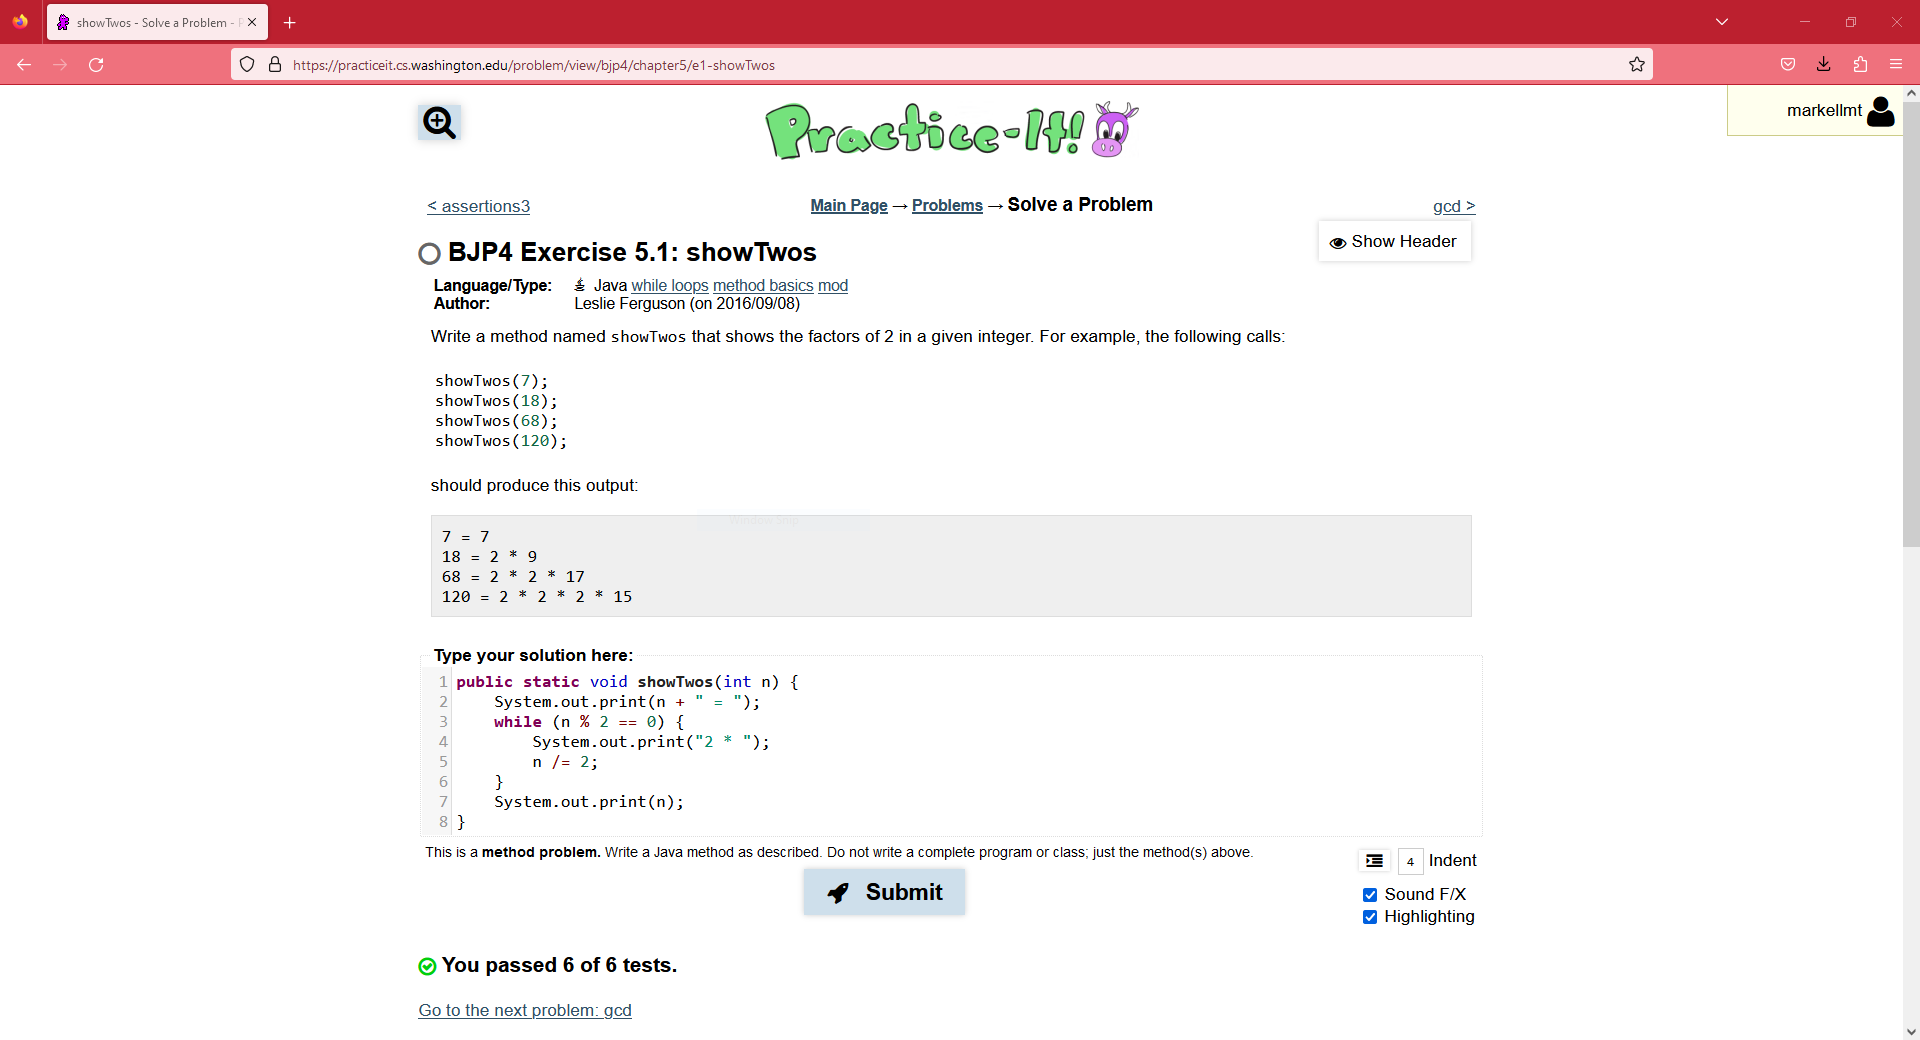 showTwos - Solve a Problem -
https://practiceit.cs.washington.edu/problem/view/bjp4/chapter5/e1-showTwos
Practice-It!
markellmt
< assertions3
Main Page → Problems → Solve a Problem
gcd >
Show Header
BJP4 Exercise 5.1: showTwos
Language/Type: Java while loops method basics mod
Author: Leslie Ferguson (on 2016/09/08)
Write a method named showTwos that shows the factors of 2 in a given integer. For example, the following calls:
showTwos(7);
showTwos(18);
showTwos(68);
showTwos(120);
should produce this output:
Window Snip
7 = 7
18 = 2 * 9
68 = 2 * 2 * 17
120 = 2 * 2 * 2 * 15
Type your solution here:
1 public static void showTwos(int n) {
2     System.out.print(n + " = ");
3     while (n % 2 == 0) {
4         System.out.print("2 * ");
5         n /= 2;
6     }
7     System.out.print(n);
8 }
This is a method problem. Write a Java method as described. Do not write a complete program or class; just the method(s) above.
4 Indent
Submit
Sound F/X
Highlighting
You passed 6 of 6 tests.
Go to the next problem: gcd